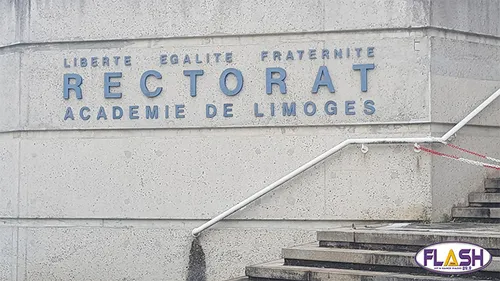 LIBERTE EGALITE FRATERNITE
RECTORAT
ACADEMIE DE LIMOGES
FLASH